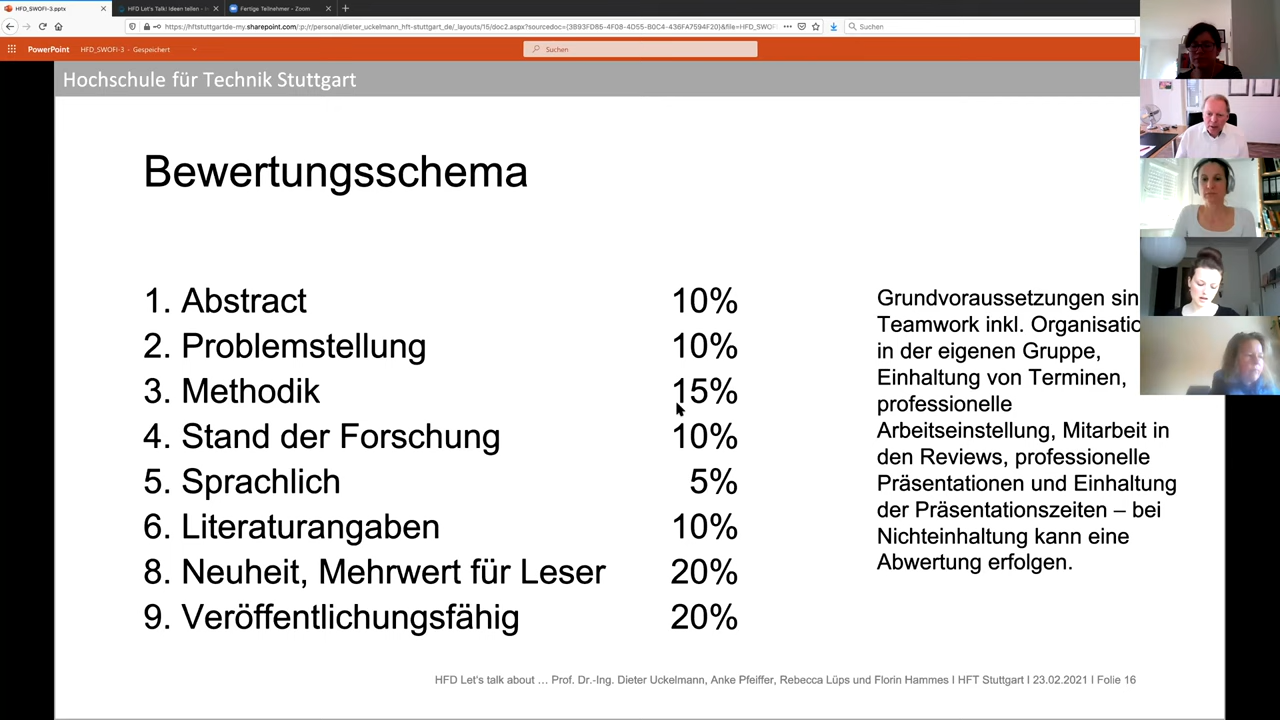 HFD_SWOFI-3.pptx
HFD Let's Talk! Ideen teilen -
Fertige Teilnehmer - Zoom
https://hftstuttgartde-my.sharepoint.com/:p:/r/personal/dieter_uckelmann_hft-stuttgart_de/_layouts/15/doc2.aspx?sourcedoc={3B93FD65-4F08-4D55-B0C4-436FA7594F20}&file=HFD_SWOF
Suchen
PowerPoint
HFD_SWOFI-3 - Gespeichert
Suchen
Hochschule für Technik Stuttgart
Bewertungsschema
1. Abstract 10%
2. Problemstellung 10%
3. Methodik 15%
4. Stand der Forschung 10%
5. Sprachlich 5%
6. Literaturangaben 10%
8. Neuheit, Mehrwert für Leser 20%
9. Veröffentlichungsfähig 20%
Grundvoraussetzungen sin
Teamwork inkl. Organisatio
in der eigenen Gruppe,
Einhaltung von Terminen,
professionelle
Arbeitseinstellung, Mitarbeit in
den Reviews, professionelle
Präsentationen und Einhaltung
der Präsentationszeiten – bei
Nichteinhaltung kann eine
Abwertung erfolgen.
HFD Let's talk about … Prof. Dr.-Ing. Dieter Uckelmann, Anke Pfeiffer, Rebecca Lüps und Florin Hammes I HFT Stuttgart I 23.02.2021 I Folie 16